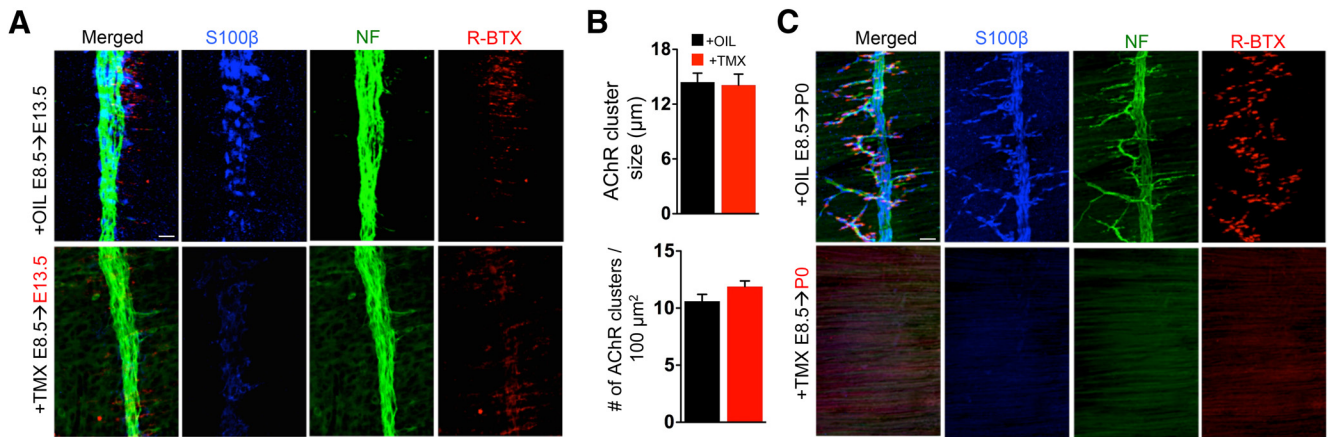 A
Merged
S100β
NF
R-BTX
+OIL E8.5→E13.5
+TMX E8.5→E13.5
B
+OIL
+TMX
AChR cluster
size (μm)
18
12
6
0
# of AChR clusters /
100 μm²
15
10
5
0
C
Merged
S100β
NF
R-BTX
+OIL E8.5→P0
+TMX E8.5→P0